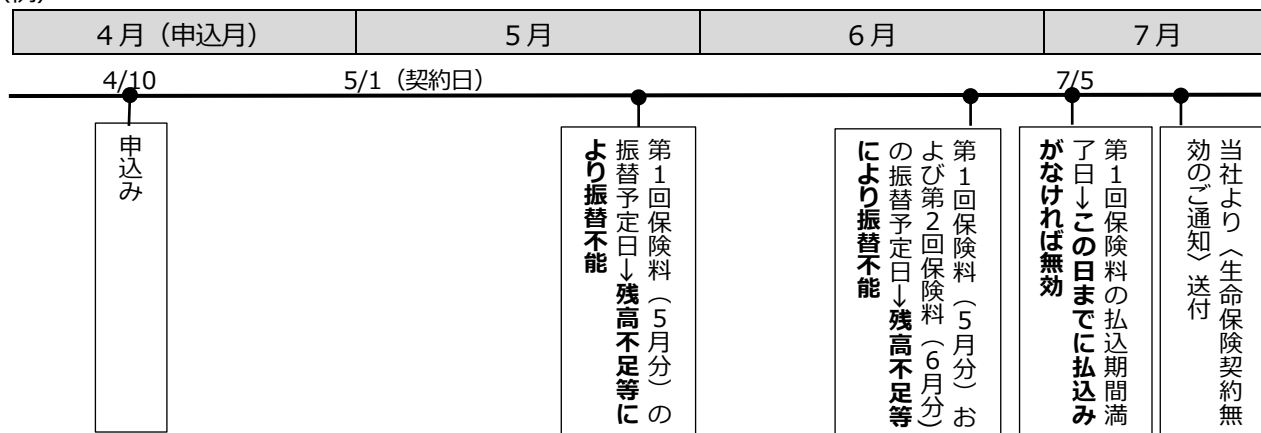 4月（申込月）
5月
6月
7月
4/10
5/1（契約日）
7/5
申込み
第1回保険料（5月分）の
振替予定日→残高不足等に
より振替不能
第1回保険料（5月分）お
よび第2回保険料（6月分）
の振替予定日→残高不足等
により振替不能
第1回保険料の払込期間満
了日→この日までに払込み
がなければ無効
当社より〈生命保険契約無
効のご通知〉送付